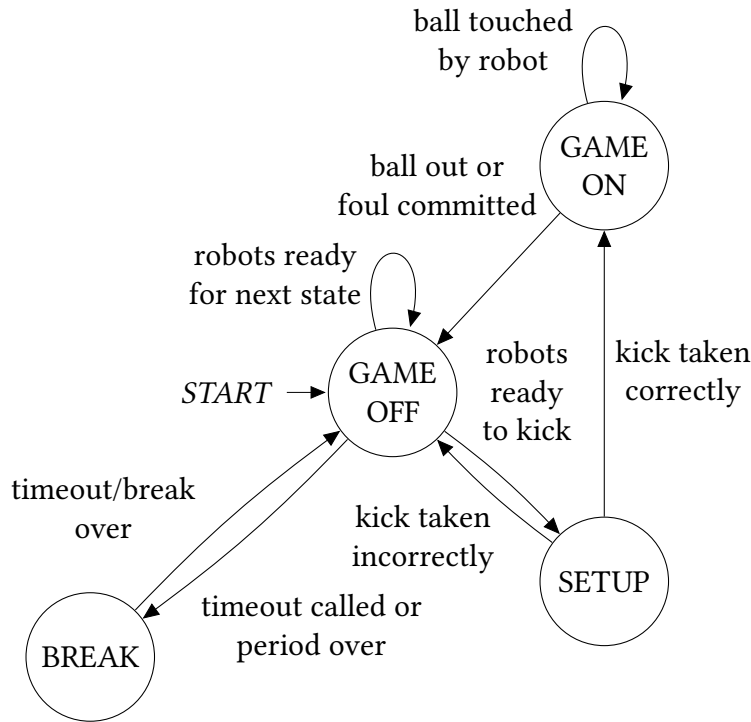 ball touched
by robot
GAME
ON
ball out or
foul committed
robots ready
for next state
START
GAME
OFF
robots
ready
to kick
kick taken
correctly
timeout/break
over
kick taken
incorrectly
SETUP
timeout called or
period over
BREAK